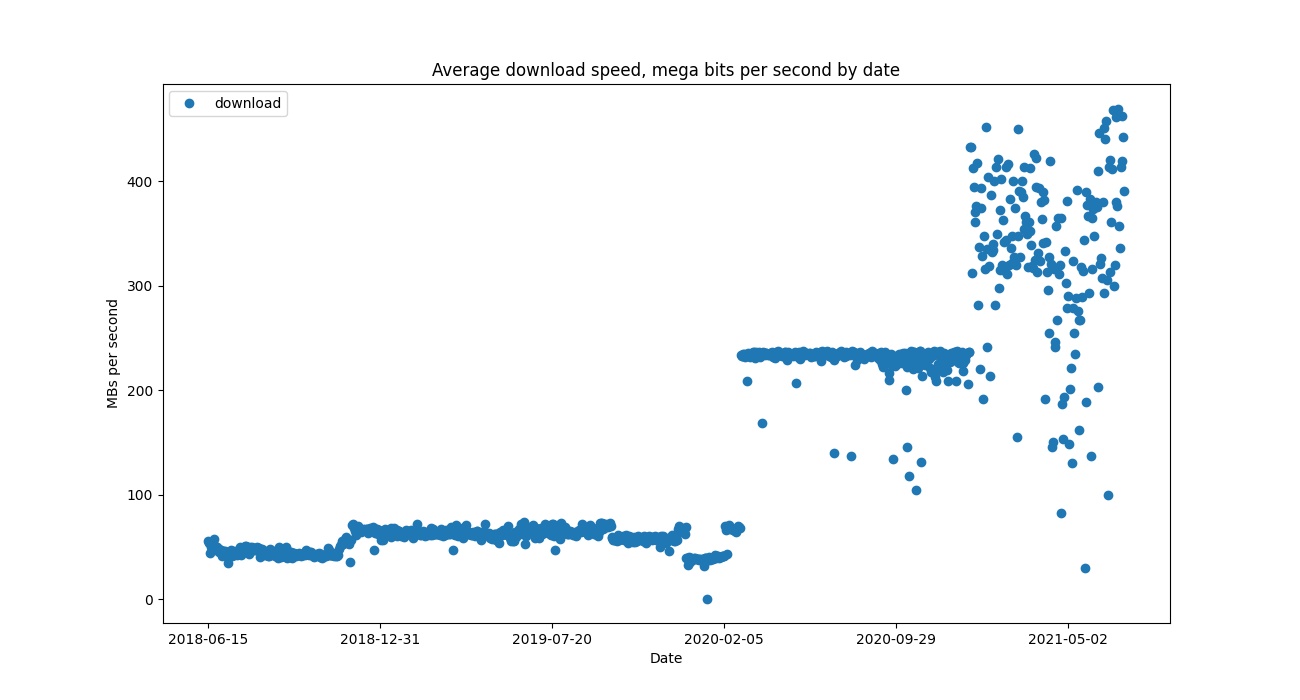 Average download speed, mega bits per second by date
download
MBs per second
400
300
200
100
0
2018-06-15 2018-12-31 2019-07-20 2020-02-05 2020-09-29 2021-05-02
Date